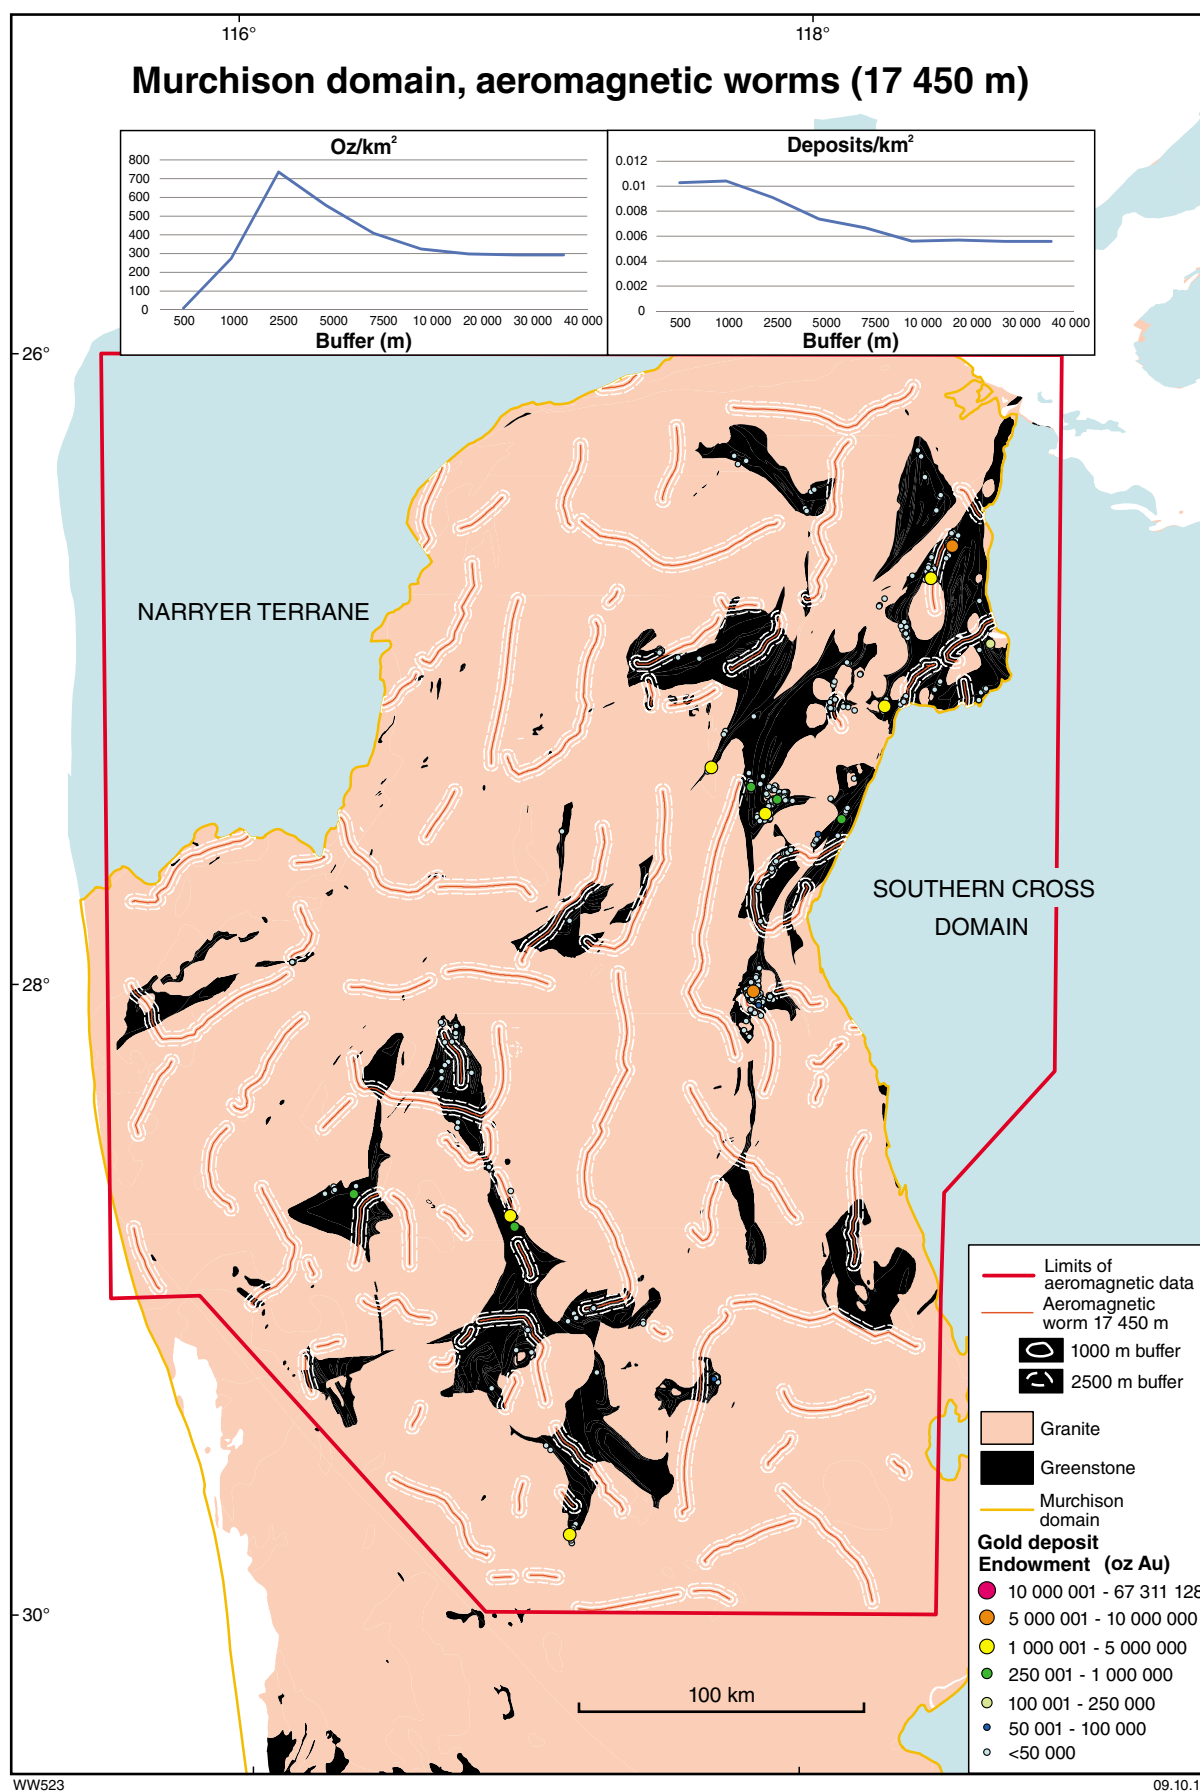 116°
118°
Murchison domain, aeromagnetic worms (17 450 m)
Oz/km²
800
700
600
500
400
300
200
100
0
500 1000 2500 5000 7500 10 000 20 000 30 000 40 000
Buffer (m)
Deposits/km²
0.012
0.01
0.008
0.006
0.004
0.002
0
500 1000 2500 5000 7500 10 000 20 000 30 000 40 000
Buffer (m)
26°
NARRYER TERRANE
SOUTHERN CROSS
DOMAIN
28°
30°
100 km
Limits of
aeromagnetic data
Aeromagnetic
worm 17 450 m
1000 m buffer
2500 m buffer
Granite
Greenstone
Murchison
domain
Gold deposit
Endowment (oz Au)
10 000 001 - 67 311 128
5 000 001 - 10 000 000
1 000 001 - 5 000 000
250 001 - 1 000 000
100 001 - 250 000
50 001 - 100 000
<50 000
WW523
09.10.1